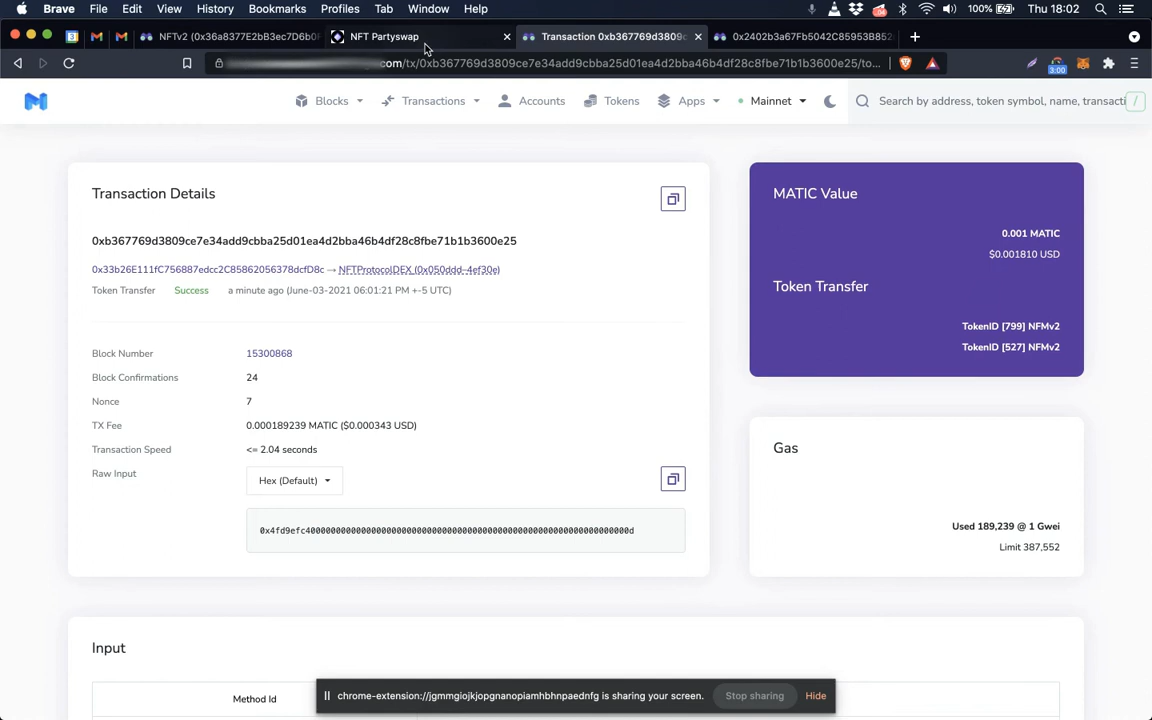 Brave File Edit View History Bookmarks Profiles Tab Window Help 100% Thu 18:02
NFTv2 (0x36a8377E2bB3ec7D6b0F NFT Partyswap Transaction 0xb367769d3809c 0x2402b3a67Fb5042C85953B852
com/tx/0xb367769d3809ce7e34add9cbba25d01ea4d2bba46b4df28c8fbe71b1b3600e25/to... 3:00
Blocks Transactions Accounts Tokens Apps Mainnet Search by address, token symbol, name, transacti /
Transaction Details
0xb367769d3809ce7e34add9cbba25d01ea4d2bba46b4df28c8fbe71b1b3600e25
0x33b26E111fC756887edcc2C85862056378dcfD8c → NFTProtocolDEX (0x050ddd-4ef30e)
Token Transfer Success a minute ago (June-03-2021 06:01:21 PM +-5 UTC)
Block Number 15300868
Block Confirmations 24
Nonce 7
TX Fee 0.000189239 MATIC ($0.000343 USD)
Transaction Speed <= 2.04 seconds
Raw Input Hex (Default)
MATIC Value
0.001 MATIC
$0.001810 USD
Token Transfer
TokenID [799] NFMv2
TokenID [527] NFMv2
Gas
Used 189,239 @ 1 Gwei
Limit 387,552
Input
Method Id
chrome-extension://jgmmgiojkjopgnanopiamhbhnpaednfg is sharing your screen. Stop sharing Hide